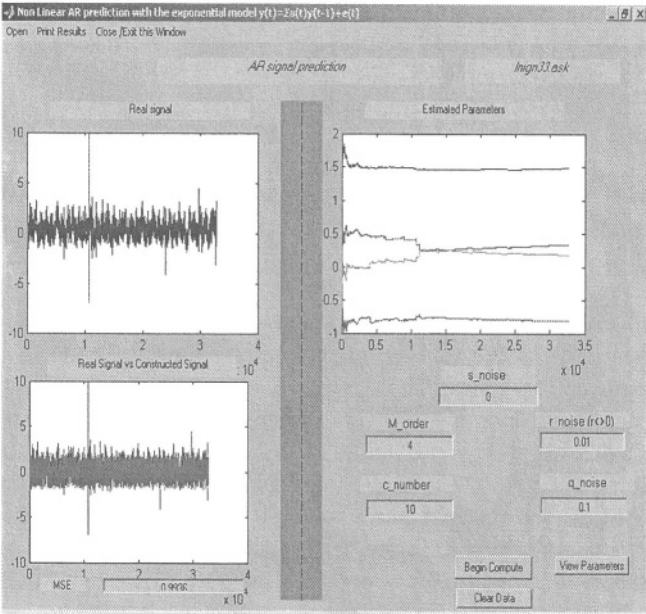 Non Linear AR prediction with the exponential model y(t)=Σa(t)y(t-1)+e(t)
Open Print Results Close /Exit this Window
AR signal prediction
lnign33.ask
Real signal
Estimated Parameters
10
5
0
-5
-10
0 1 2 3 4
x 10^4
2
1.5
1
0.5
0
-0.5
-1
0 0.5 1 1.5 2 2.5 3 3.5
x 10^4
Real Signal vs Constructed Signal
10
5
0
-5
-10
0 1 2 3 4
x 10^4
MSE
s_noise
0
M_order
4
r_noise (r<>0)
0.01
c_number
10
q_noise
0.1
Begin Compute
View Parameters
Clear Data